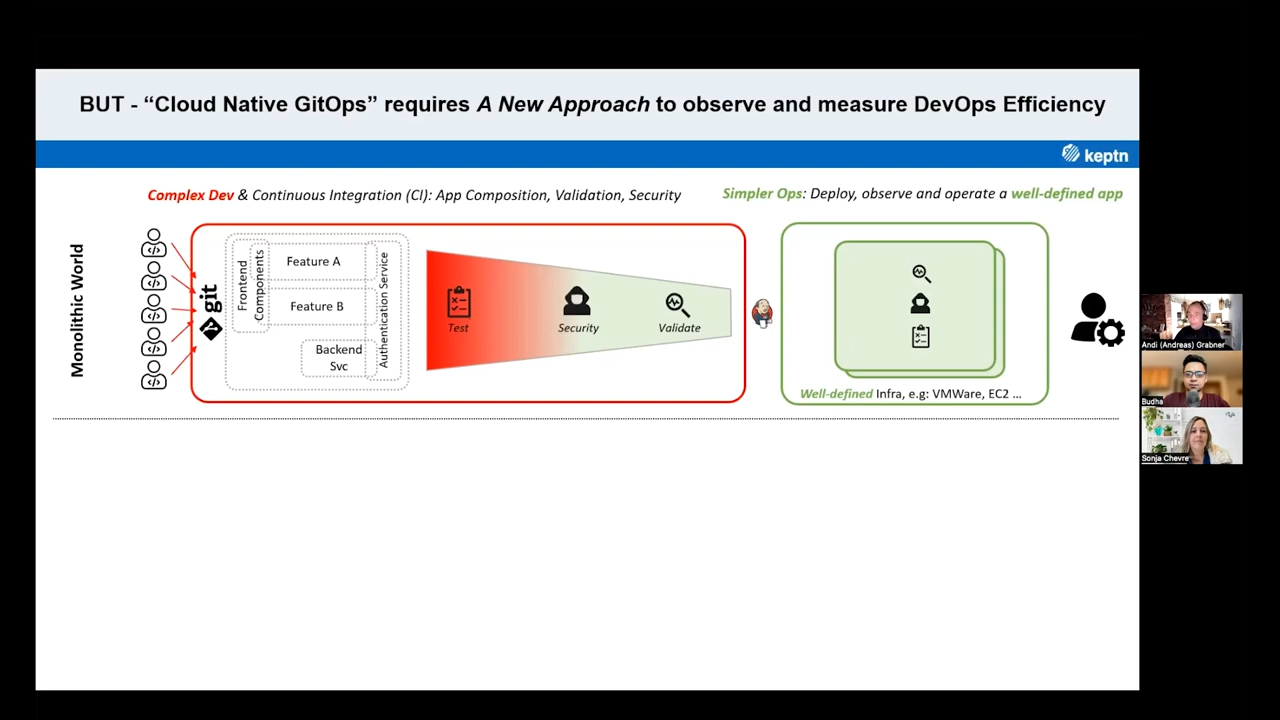 BUT - “Cloud Native GitOps” requires A New Approach to observe and measure DevOps Efficiency
keptn
Complex Dev & Continuous Integration (CI): App Composition, Validation, Security
Simpler Ops: Deploy, observe and operate a well-defined app
Monolithic World
git
Frontend
Components
Feature A
Feature B
Backend
Svc
Authentication Service
Test
Security
Validate
Well-defined Infra, e.g: VMWare, EC2 ...
Andi (Andreas) Grabner
Budha
Sonja Chevre